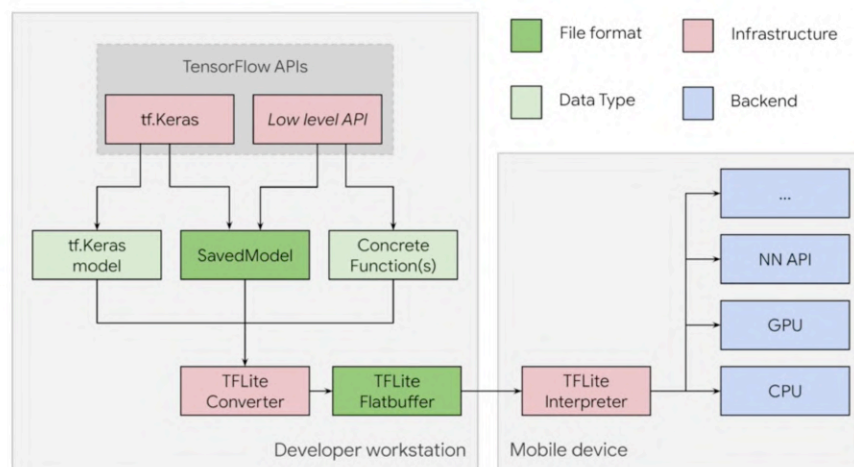 TensorFlow APIs
tf.Keras
Low level API
tf.Keras
model
SavedModel
Concrete
Function(s)
TFLite
Converter
TFLite
Flatbuffer
Developer workstation
File format
Infrastructure
Data Type
Backend
...
NN API
GPU
CPU
TFLite
Interpreter
Mobile device